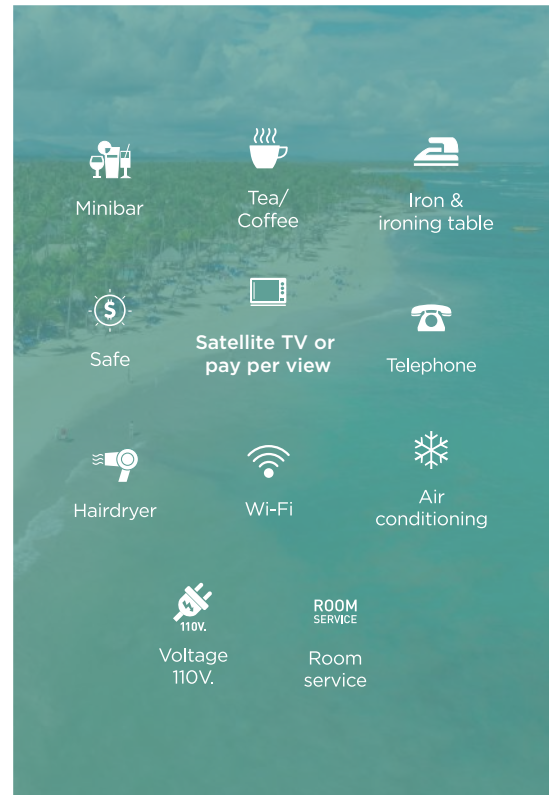 Minibar
Tea/
Coffee
Iron &
ironing table
$
Safe
Satellite TV or
pay per view
Telephone
Hairdryer
Wi-Fi
Air
conditioning
110V.
Voltage
110V.
ROOM
SERVICE
Room
service